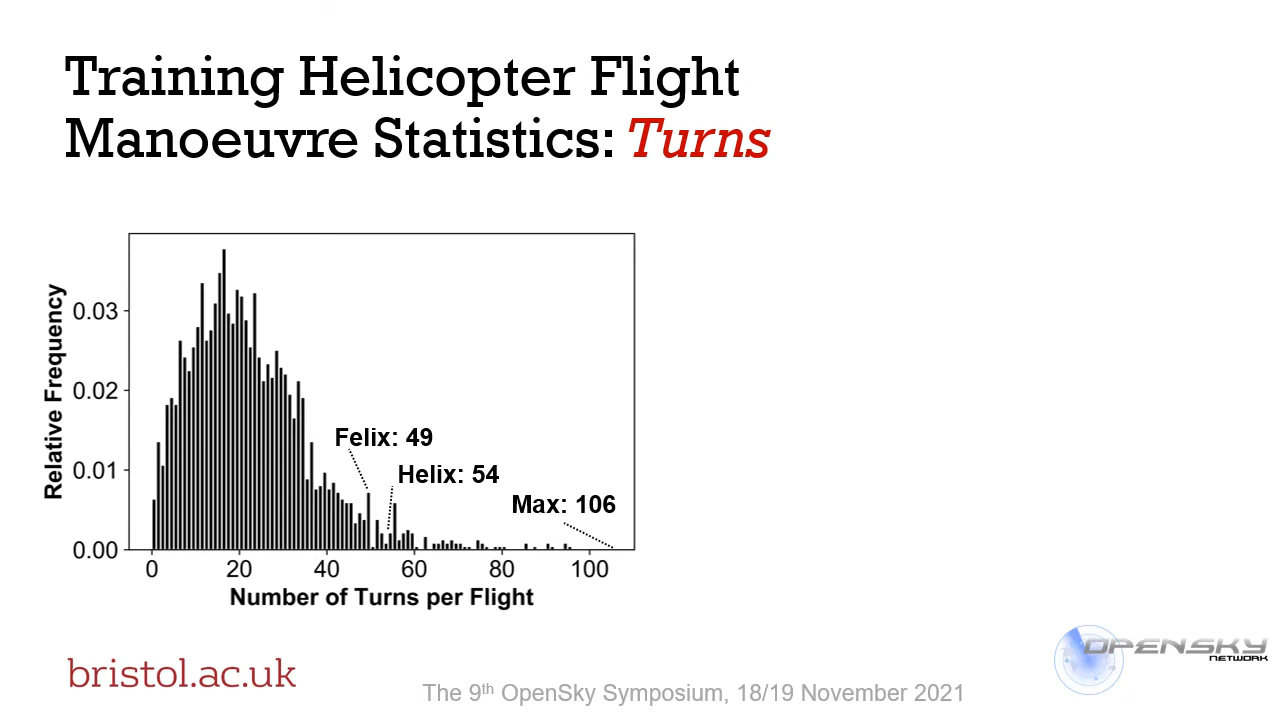 Training Helicopter Flight
Manoeuvre Statistics: Turns
Relative Frequency
0.03
0.02
0.01
0.00
Felix: 49
Helix: 54
Max: 106
0 20 40 60 80 100
Number of Turns per Flight
bristol.ac.uk
The 9th OpenSky Symposium, 18/19 November 2021
OPENSKY
NETWORK